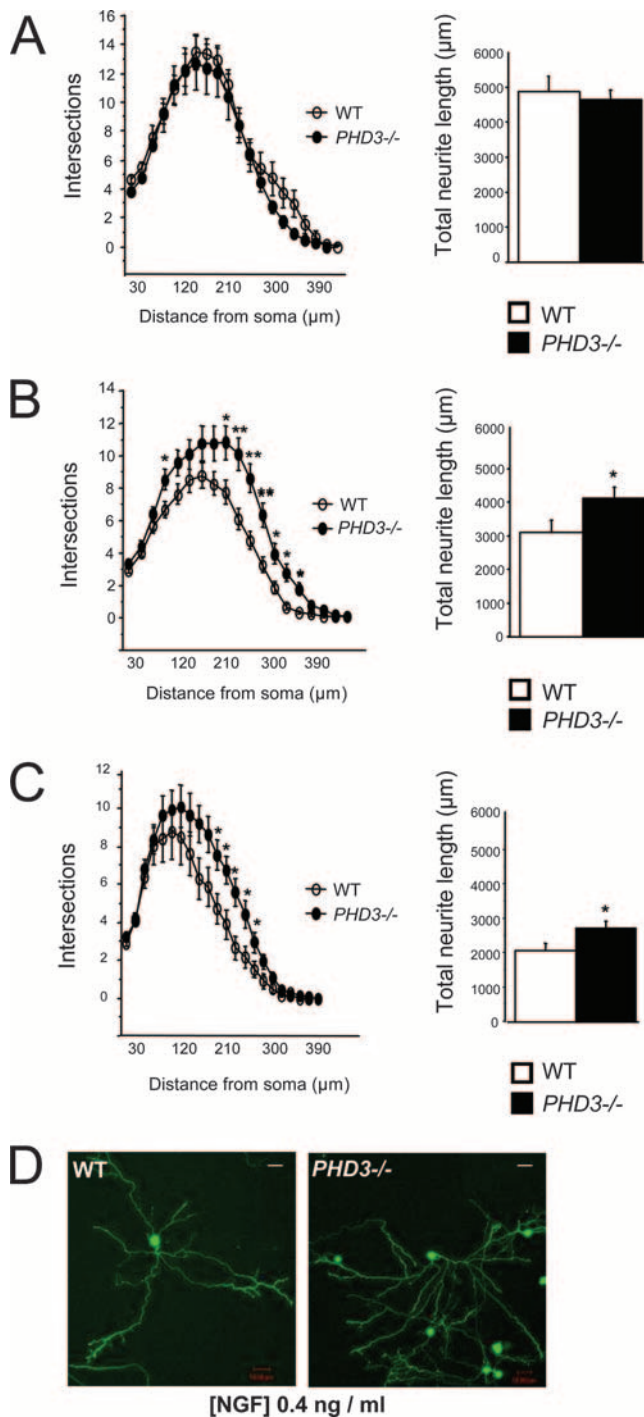 A
Intersections
16
14
12
10
8
6
4
2
0
30 120 210 300 390
Distance from soma (µm)
WT
PHD3-/-
Total neurite length (µm)
6000
5000
4000
3000
2000
1000
0
WT
PHD3-/-
B
Intersections
14
12
10
8
6
4
2
0
* * ** ** ** * * *
30 120 210 300 390
Distance from soma (µm)
WT
PHD3-/-
Total neurite length (µm)
6000
5000
4000
3000
2000
1000
0
*
WT
PHD3-/-
C
Intersections
12
10
8
6
4
2
0
* * * * *
30 120 210 300 390
Distance from soma (µm)
WT
PHD3-/-
Total neurite length (µm)
6000
5000
4000
3000
2000
1000
0
*
WT
PHD3-/-
D
WT
PHD3-/-
[NGF] 0.4 ng / ml